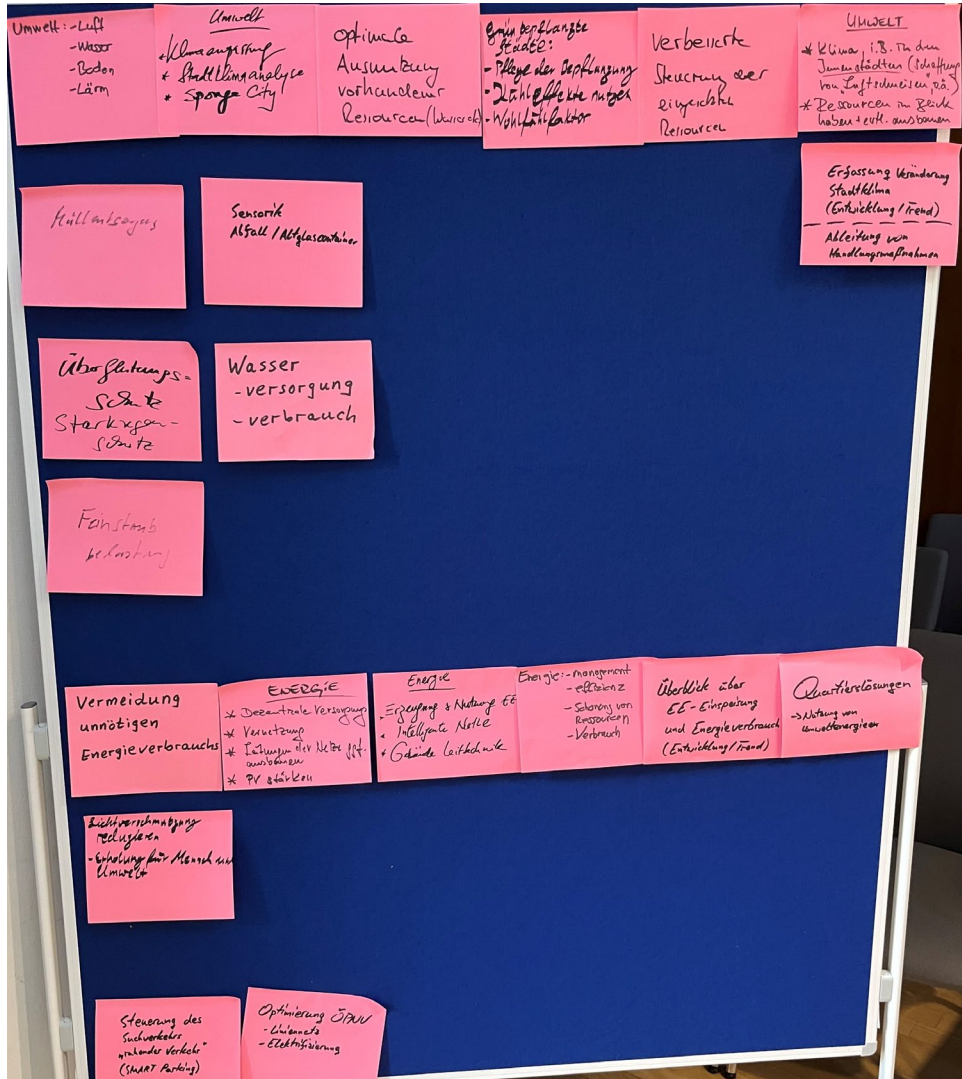 Umwelt: - Luft
- Wasser
- Boden
- Lärm
Umwelt
* Klimaanpassung
* Stadtklimaanalyse
* Sponge City
optimale
Ausnutzung
vorhandener
Ressourcen
grün bepflanzte
Städte:
- Pflege der Bepflanzung
- Kühleffekte nutzen
- Wohlfühlfaktor
Verbesserte
Steuerung der
eingesetzten
Ressourcen
UMWELT
* Klima, z.B. in den
Innenstädten (Schaffung
von "Luftschneisen" o.ä.)
* Ressourcen im Blick
haben + evtl. ausbauen
Erfassung Veränderung
Stadtklima
(Entwicklung/Trend)
Ableitung von
Handlungsmaßnahmen
Müllentsorgung
Sensorik
Abfall / Altglascontainer
Überflutungs-
schutz
Starkregen-
schutz
Wasser
- versorgung
- verbrauch
Feinstaub
belastung
Vermeidung
unnötigen
Energieverbrauchs
ENERGIE
* Dezentrale Versorgung
* Vernetzung
* der Netze ggf.
ausbauen
* PV stärken
Energie
* Erzeugung & Nutzung EE
* Intelligente Netze
* Gebäude Leittechnik
Energie: - management
- effizienz
- Schonung von
Ressourcen
- Verbrauch
Überblick über
EE-Einspeisung
und Energieverbrauch
(Entwicklung/Trend)
Quartierslösungen
→ Nutzung von
Umweltenergieen
Lichtverschmutzung
reduzieren
- Erholung für Mensch und
Umwelt
Steuerung des
Suchverkehrs
"ruhender Verkehr"
(SMART Parking)
Optimierung ÖPNV
- Liniennetz
- Elektrifizierung